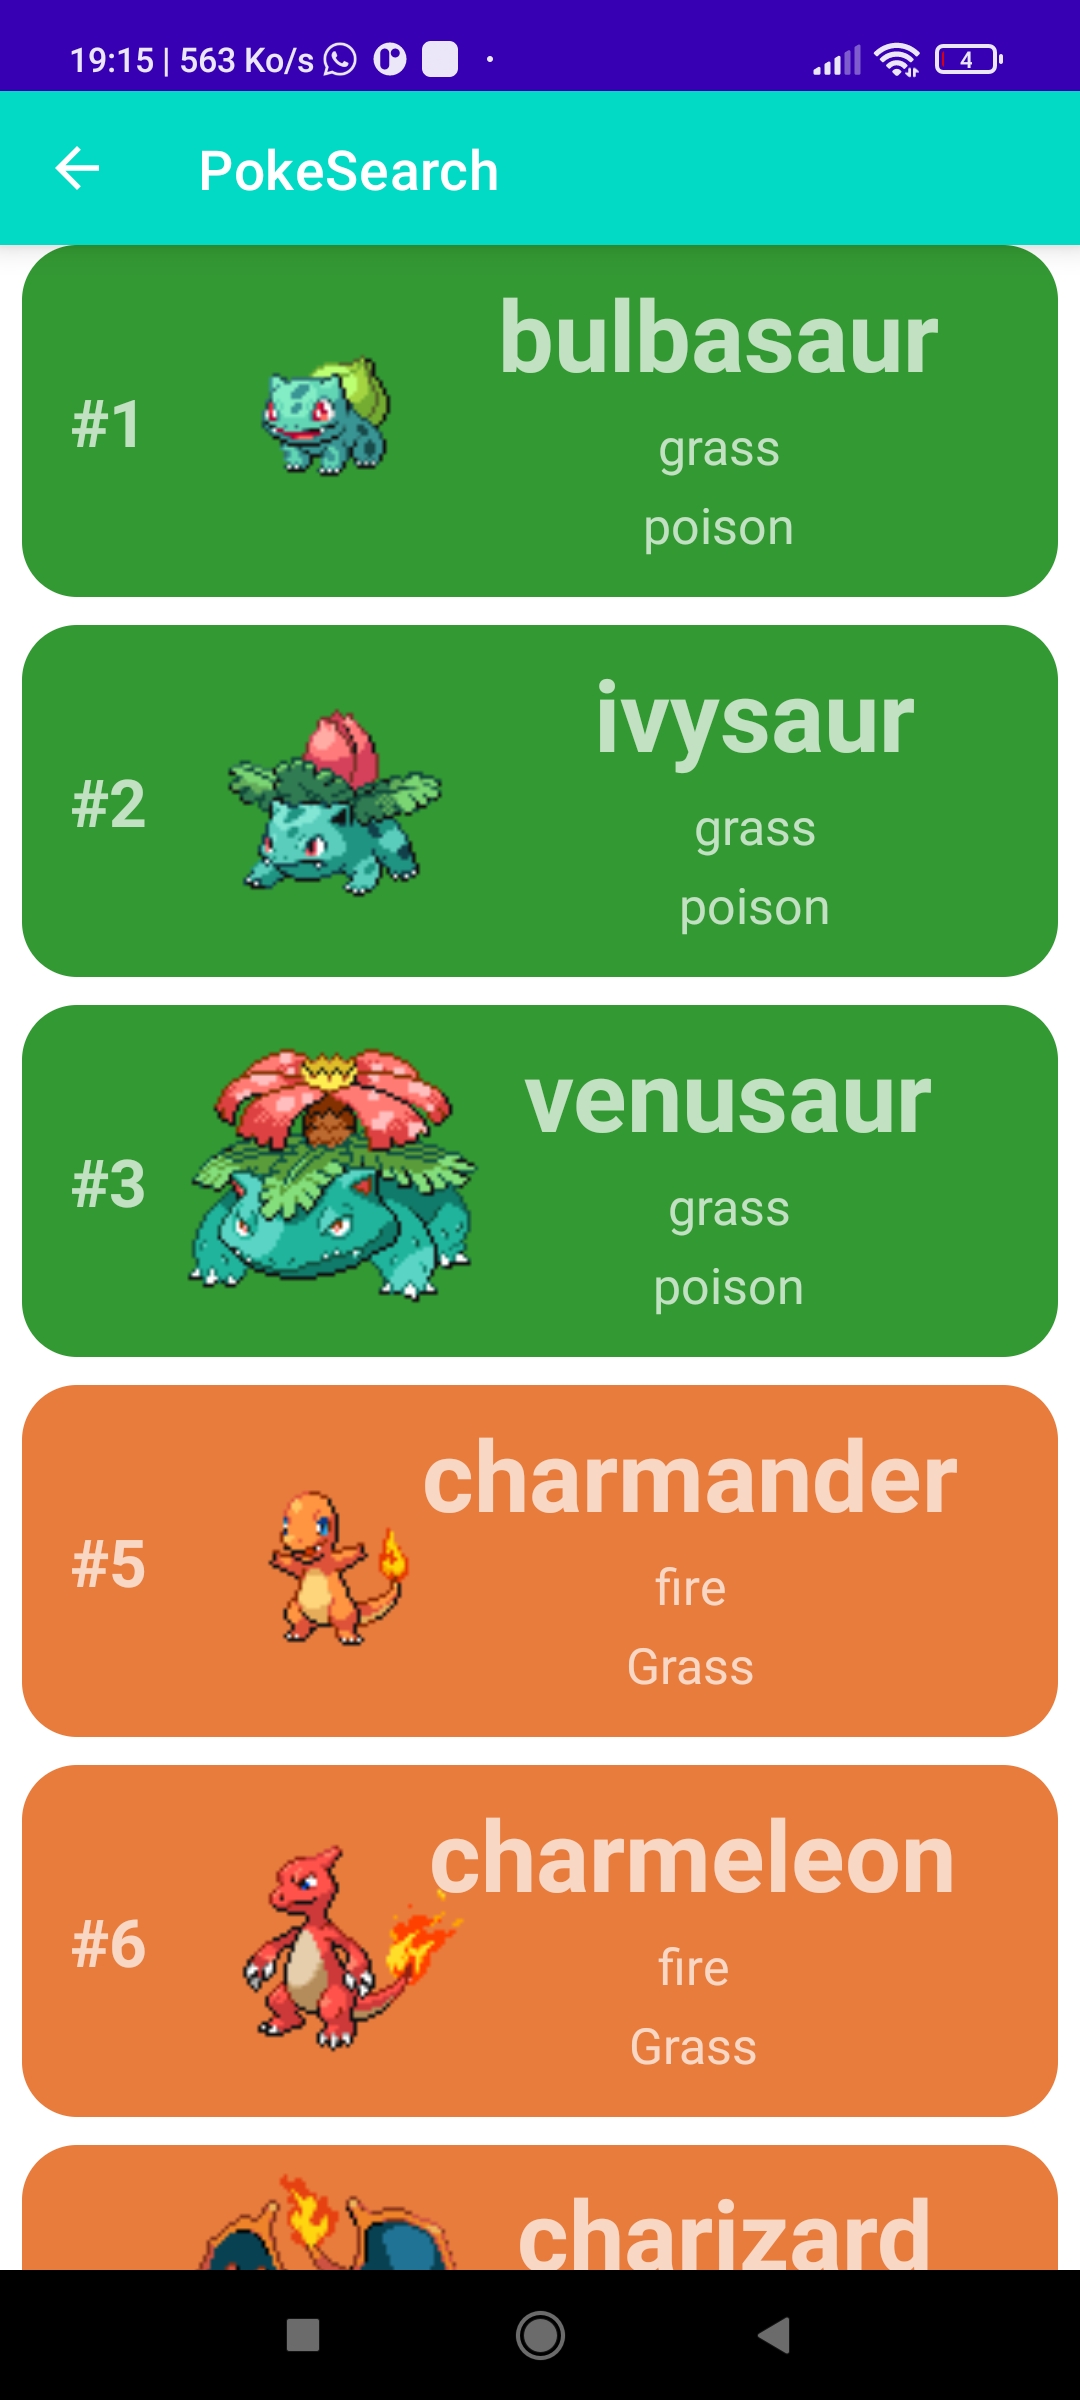 19:15 | 563 Ko/s
4
PokeSearch
#1
bulbasaur
grass
poison
#2
ivysaur
grass
poison
#3
venusaur
grass
poison
#5
charmander
fire
Grass
#6
charmeleon
fire
Grass
charizard